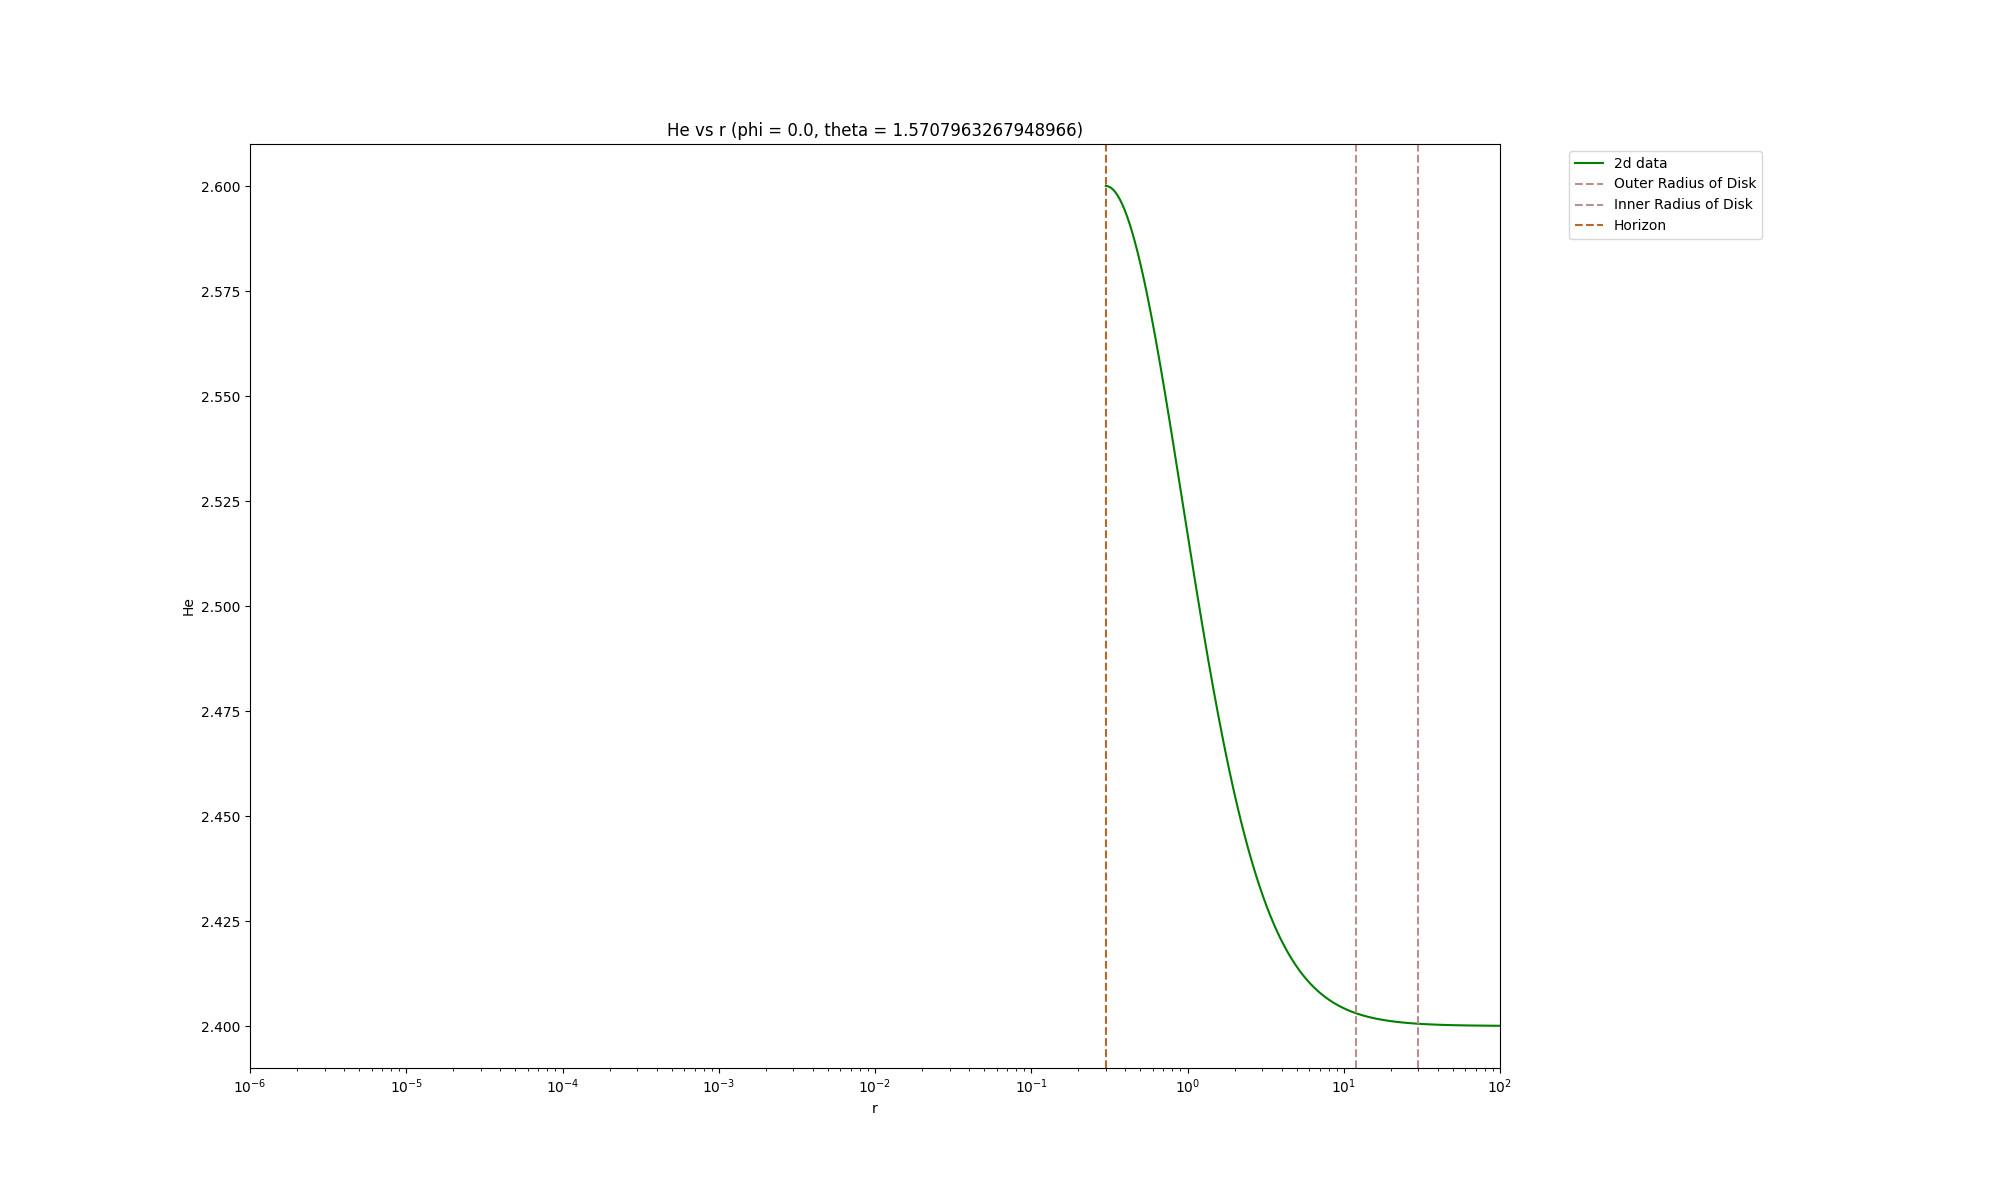 He vs r (phi = 0.0, theta = 1.5707963267948966)
2d data
Outer Radius of Disk
Inner Radius of Disk
Horizon
2.600
2.575
2.550
2.525
2.500
2.475
2.450
2.425
2.400
He
10⁻⁶ 10⁻⁵ 10⁻⁴ 10⁻³ 10⁻² 10⁻¹ 10⁰ 10¹ 10²
r